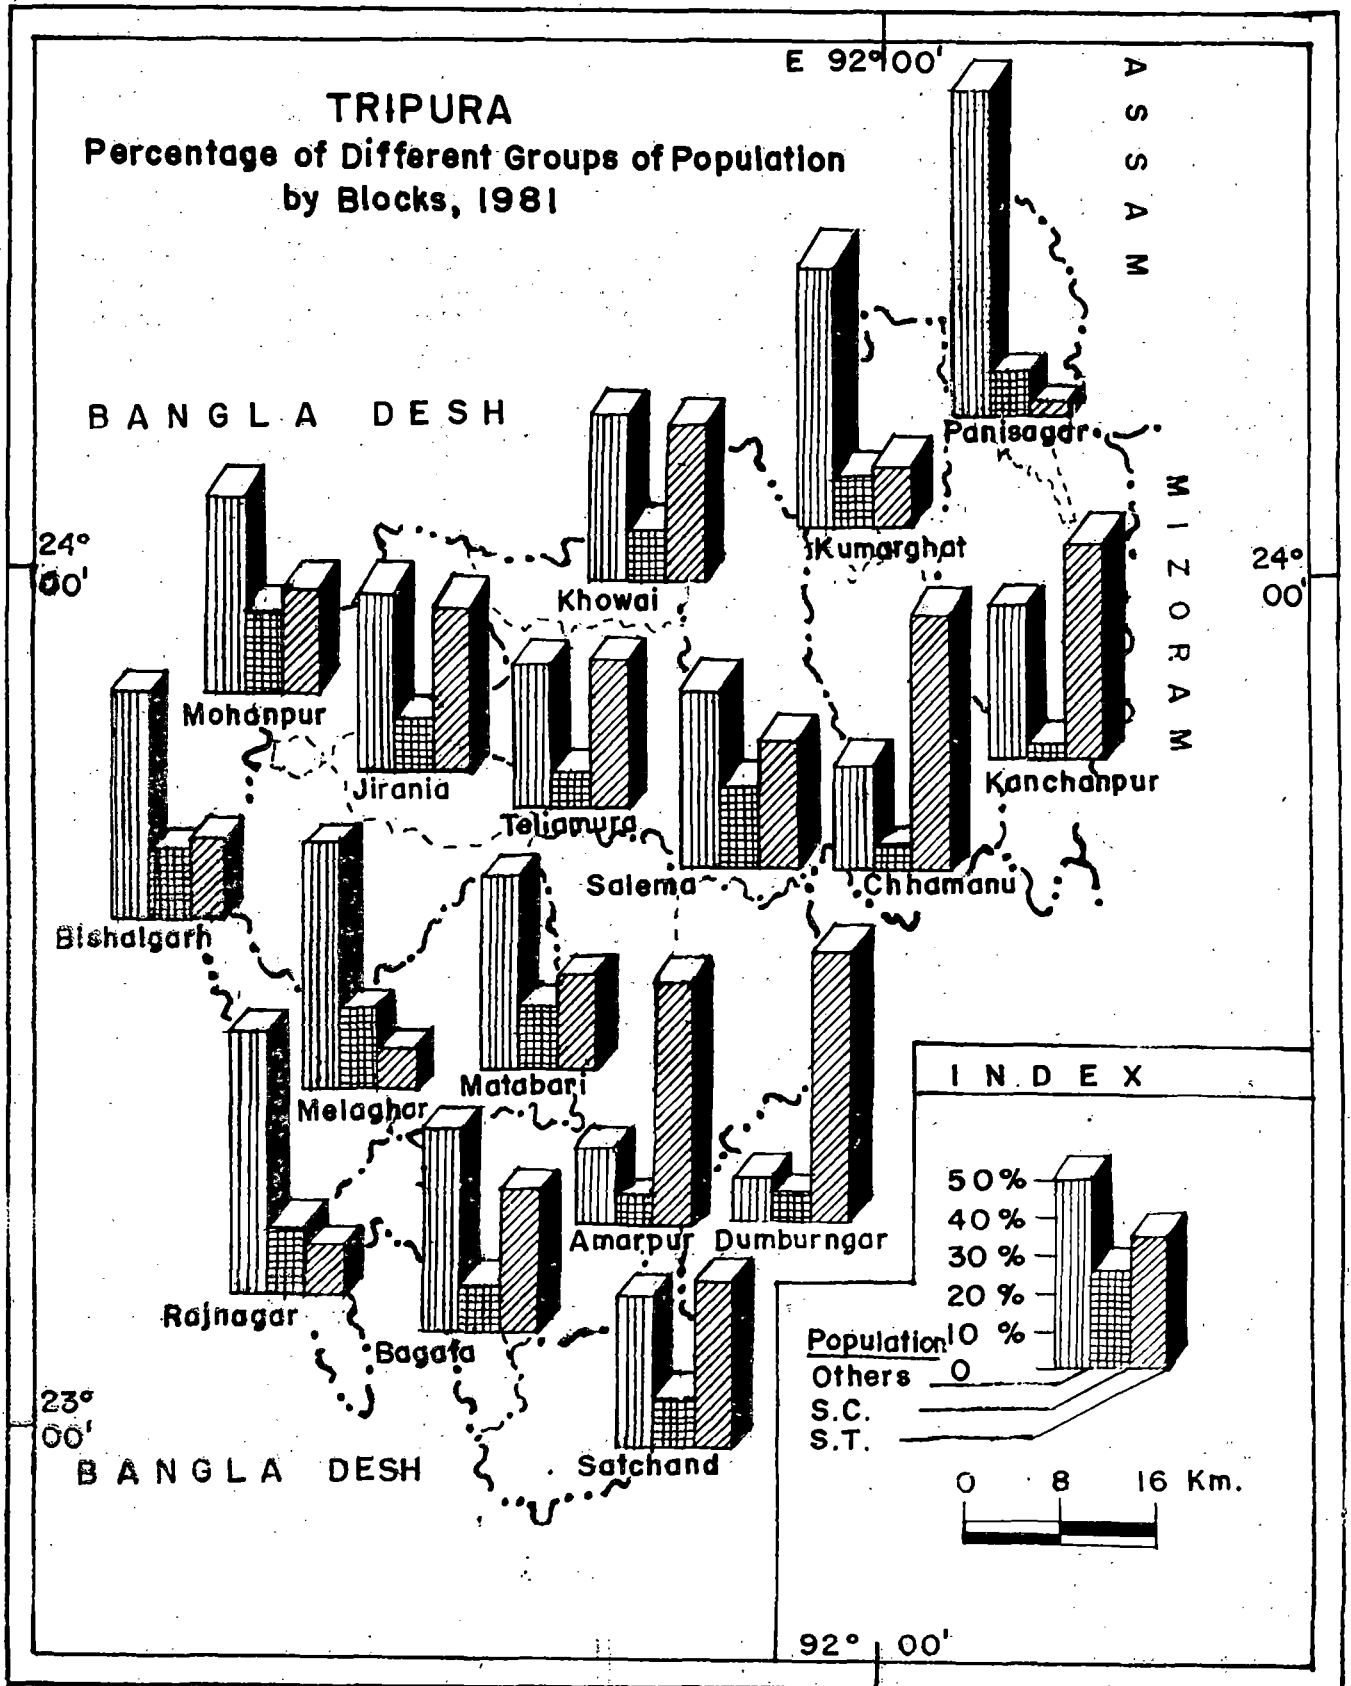 E 92° 00'
TRIPURA
Percentage of Different Groups of Population
by Blocks, 1981
ASSAM
BANGLA DESH
Panisagar
MIZORAM
24°
00'
Kumarghat
24°
00'
Khowai
Mohanpur
Jirania
Teliamura
Kanchanpur
Salema
Chhamanu
Bishalgarh
Matabari
Melaghar
INDEX
50%
40%
30 %
20 %
10 %
0
Population
Others
S.C.
S.T.
Amarpur
Dumburngar
Rajnagar
Bagafa
Satchand
23°
00'
BANGLA DESH
0 8 16 Km.
92° 00'